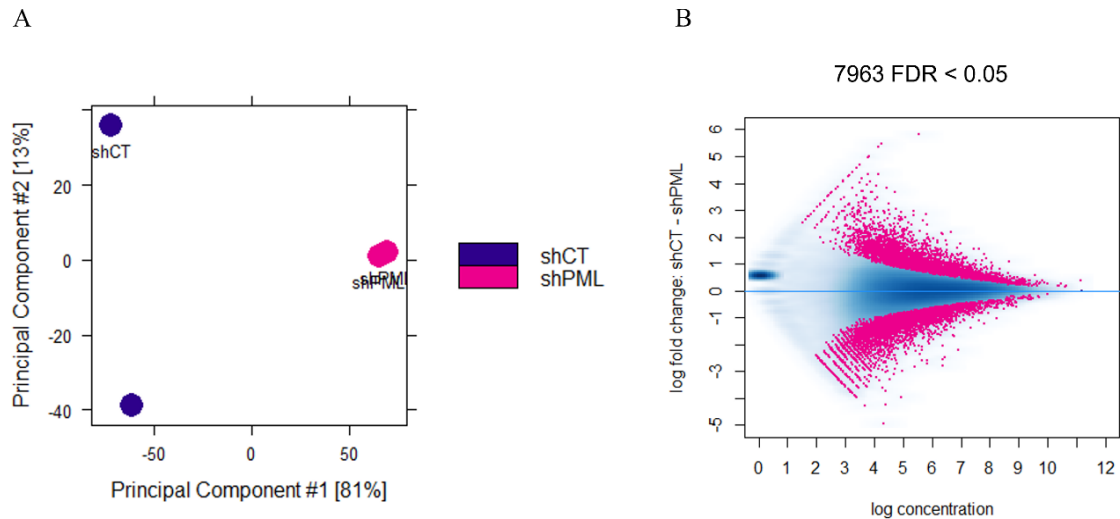 A
B
7963 FDR < 0.05
Principal Component #2 [13%]
20
0
-20
-40
shCT
shPML
shPML
-50
0
50
Principal Component #1 [81%]
shCT
shPML
log fold change: shCT - shPML
6
5
4
3
2
1
0
-1
-3
-5
0 1 2 3 4 5 6 7 8 9 10 12
log concentration